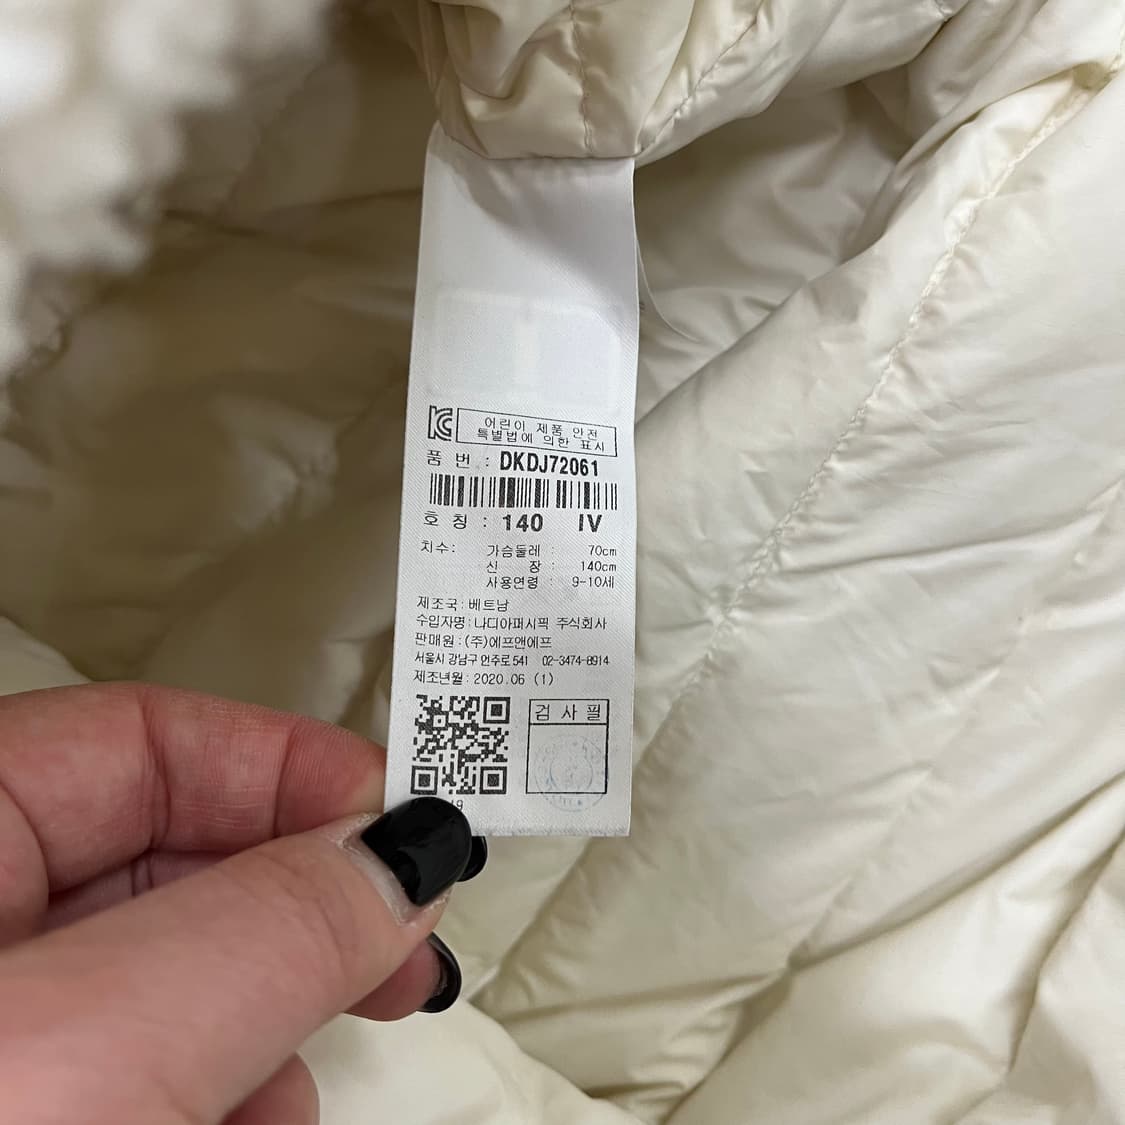 어린이 제품 안전
특별법에 의한 표시
품 번 : DKDJ72061
호 칭 : 140 IV
치수: 가슴둘레 : 70cm
신 장 : 140cm
사용연령 : 9-10세
제조국: 베트남
수입자명: 나디아퍼시픽 주식회사
판매원: (주)에프앤에프
서울시 강남구 언주로 541 02-3474-8914
제조년월: 2020.06 (1)
검 사 필